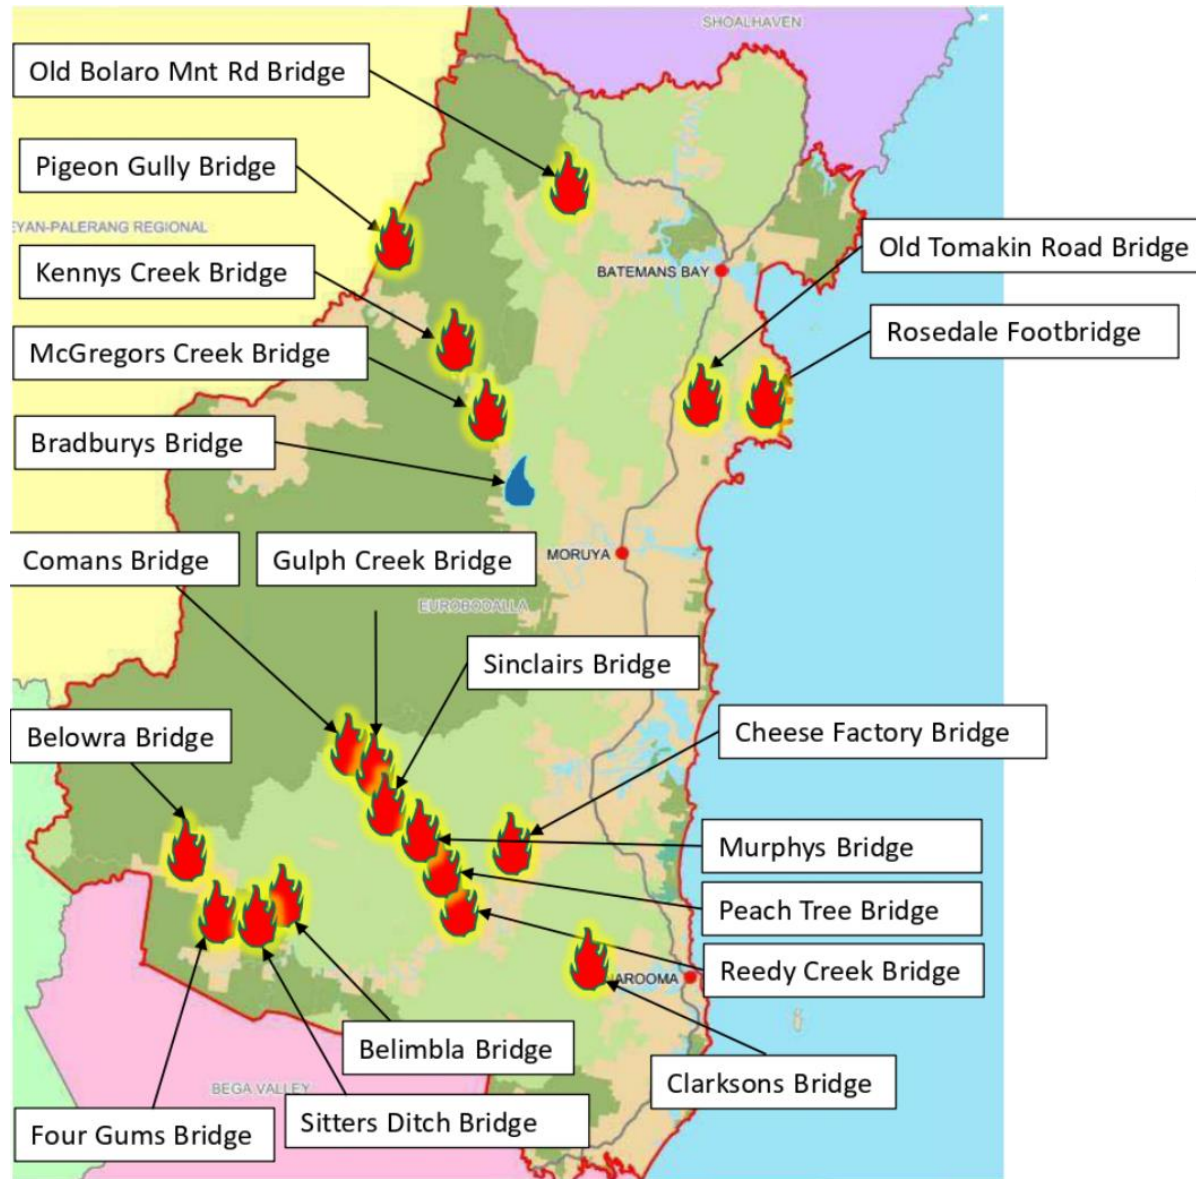 SHOALHAVEN
Old Bolaro Mnt Rd Bridge
Pigeon Gully Bridge
EYAN-PALERANG REGIONAL
Old Tomakin Road Bridge
Kennys Creek Bridge
BATEMANS BAY
Rosedale Footbridge
McGregors Creek Bridge
Bradburys Bridge
Comans Bridge
Gulph Creek Bridge
MORUYA
EUROBODALLA
Sinclairs Bridge
Belowra Bridge
Cheese Factory Bridge
Murphys Bridge
Peach Tree Bridge
Reedy Creek Bridge
AROOMA
Belimbla Bridge
Clarksons Bridge
BEGA VALLEY
Sitters Ditch Bridge
Four Gums Bridge